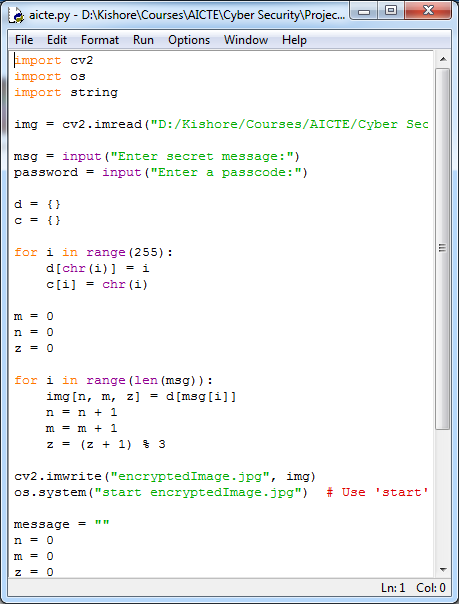 aicte.py - D:\Kishore\Courses\AICTE\Cyber Security\Projec...
File Edit Format Run Options Window Help
import cv2
import os
import string

img = cv2.imread("D:/Kishore/Courses/AICTE/Cyber Sec

msg = input("Enter secret message:")
password = input("Enter a passcode:")

d = {}
c = {}

for i in range(255):
    d[chr(i)] = i
    c[i] = chr(i)

m = 0
n = 0
z = 0

for i in range(len(msg)):
    img[n, m, z] = d[msg[i]]
    n = n + 1
    m = m + 1
    z = (z + 1) % 3

cv2.imwrite("encryptedImage.jpg", img)
os.system("start encryptedImage.jpg")  # Use 'start'

message = ""
n = 0
m = 0
z = 0
Ln: 1 Col: 0